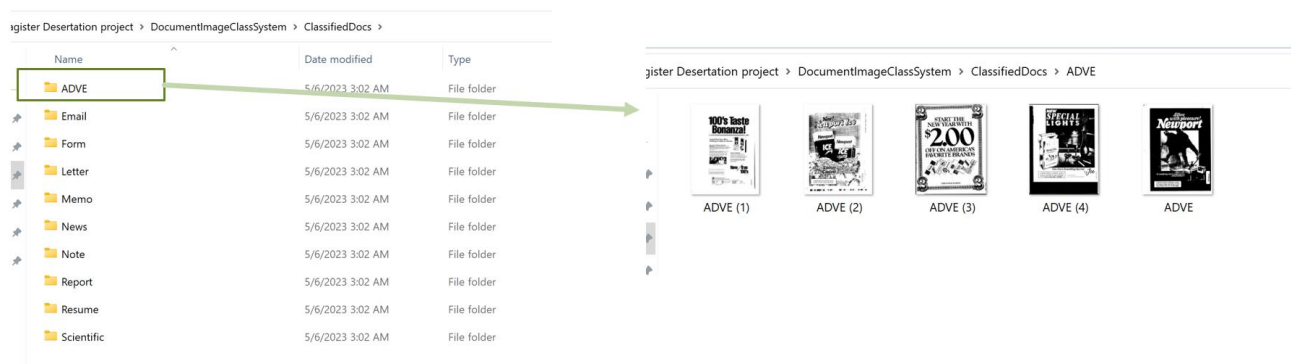 agister Desertation project > DocumentImageClassSystem > ClassifiedDocs >
Name Date modified Type
ADVE 5/6/2023 3:02 AM File folder
Email 5/6/2023 3:02 AM File folder
Form 5/6/2023 3:02 AM File folder
Letter 5/6/2023 3:02 AM File folder
Memo 5/6/2023 3:02 AM File folder
News 5/6/2023 3:02 AM File folder
Note 5/6/2023 3:02 AM File folder
Report 5/6/2023 3:02 AM File folder
Resume 5/6/2023 3:02 AM File folder
Scientific 5/6/2023 3:02 AM File folder
gister Desertation project > DocumentImageClassSystem > ClassifiedDocs > ADVE
100's Taste
Bonanza!
Newport Ice
ICE
START THE
NEW YEAR WITH
$2.00
OFF ON AMERICA'S
FAVORITE BRANDS
SPECIAL
LIGHTS
Newport
ADVE (1) ADVE (2) ADVE (3) ADVE (4) ADVE